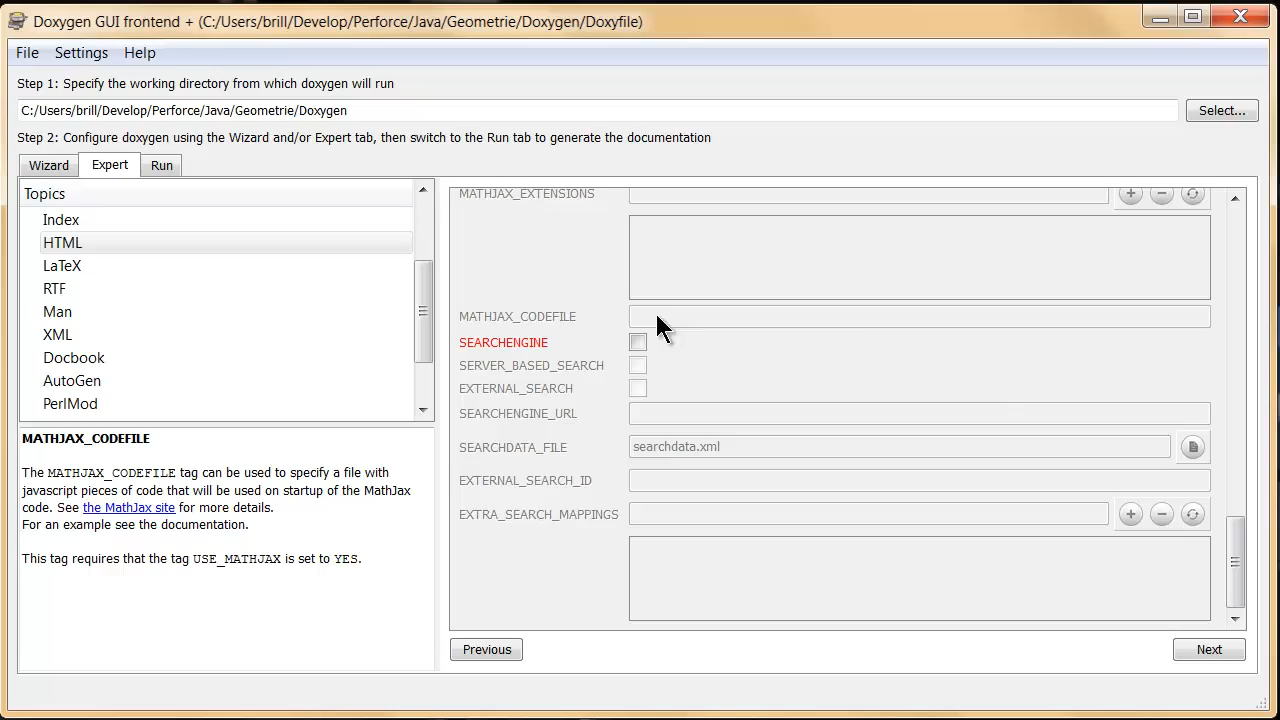 Doxygen GUI frontend + (C:/Users/brill/Develop/Perforce/Java/Geometrie/Doxygen/Doxyfile)
File Settings Help
Step 1: Specify the working directory from which doxygen will run
C:/Users/brill/Develop/Perforce/Java/Geometrie/Doxygen Select...
Step 2: Configure doxygen using the Wizard and/or Expert tab, then switch to the Run tab to generate the documentation
Wizard Expert Run
Topics
Index
HTML
LaTeX
RTF
Man
XML
Docbook
AutoGen
PerlMod
MATHJAX_CODEFILE
The MATHJAX_CODEFILE tag can be used to specify a file with
javascript pieces of code that will be used on startup of the MathJax
code. See the MathJax site for more details.
For an example see the documentation.
This tag requires that the tag USE_MATHJAX is set to YES.
MATHJAX_EXTENSIONS
MATHJAX_CODEFILE
SEARCHENGINE
SERVER_BASED_SEARCH
EXTERNAL_SEARCH
SEARCHENGINE_URL
SEARCHDATA_FILE searchdata.xml
EXTERNAL_SEARCH_ID
EXTRA_SEARCH_MAPPINGS
Previous Next